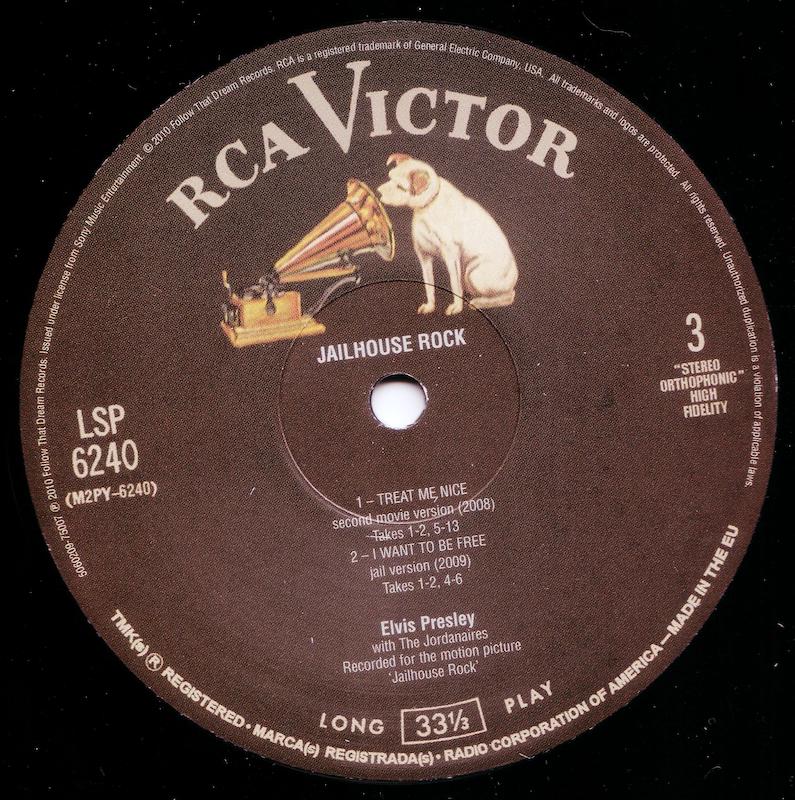 ℗ 2010 Follow That Dream Records. Issued under license from Sony Music Entertainment. © 2010 Follow That Dream Records. RCA is a registered trademark of General Electric Company, USA. All trademarks and logos are protected. All rights reserved. Unauthorized duplication is a violation of applicable laws.
RCA VICTOR
JAILHOUSE ROCK
3
"STEREO
ORTHOPHONIC"
HIGH
FIDELITY
LSP
6240
(M2PY-6240)
5060209-75007
1 – TREAT ME NICE
second movie version (2008)
Takes 1-2, 5-13
2 – I WANT TO BE FREE
jail version (2009)
Takes 1-2, 4-6
Elvis Presley
with The Jordanaires
Recorded for the motion picture
'Jailhouse Rock'
LONG 33⅓ PLAY
TMK(s) ® REGISTERED • MARCA(s) REGISTRADA(s) • RADIO CORPORATION OF AMERICA – MADE IN THE EU